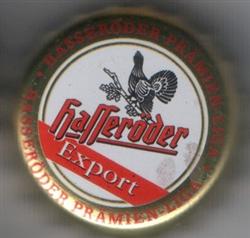 HASSERÖDER PRÄMIEN-LIGA
Hasseröder
Export
HASSERÖDER PRÄMIEN-LIGA